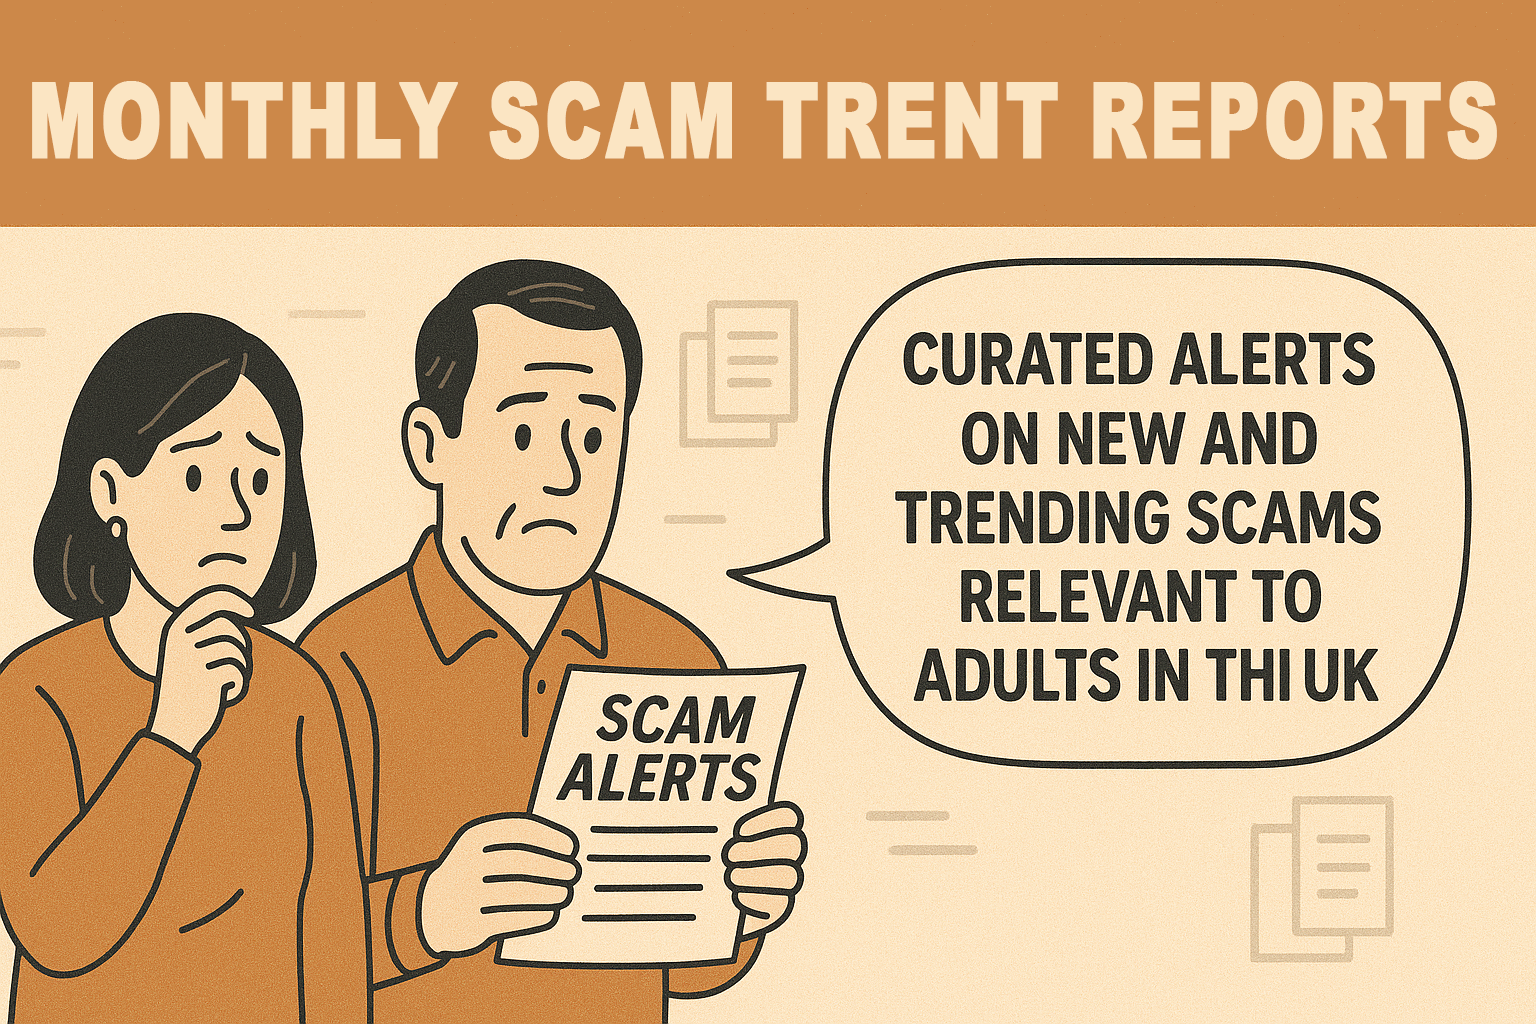 MONTHLY SCAM TRENT REPORTS
CURATED ALERTS
ON NEW AND
TRENDING SCAMS
RELEVANT TO
ADULTS IN THI UK
SCAM
ALERTS